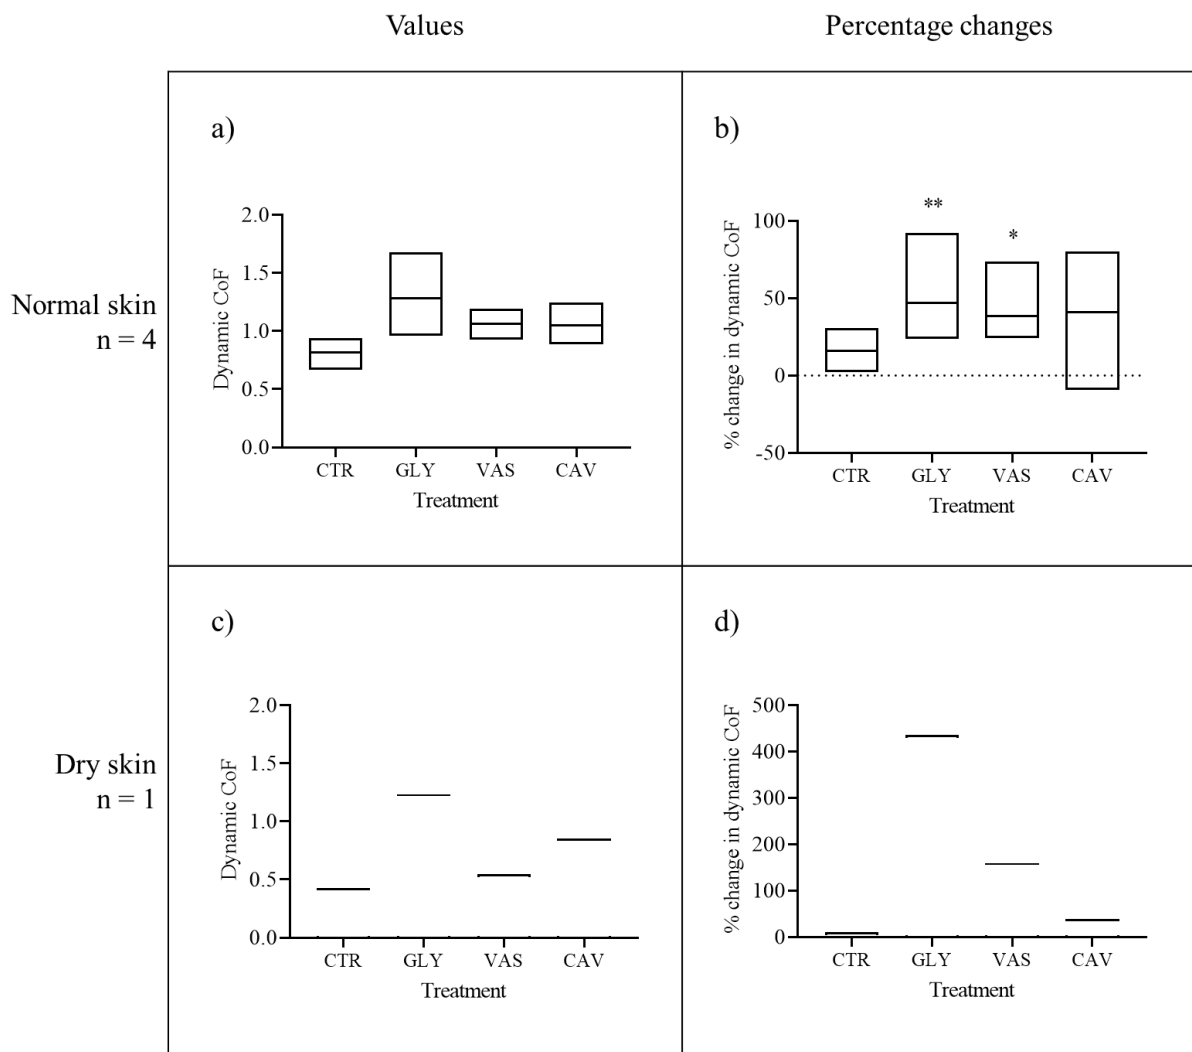 Values
Percentage changes
Normal skin
n = 4
a)
Dynamic CoF
2.0
1.5
1.0
0.5
0.0
CTR GLY VAS CAV
Treatment
b)
% change in dynamic CoF
100
50
0
-50
** 
*
CTR GLY VAS CAV
Treatment
Dry skin
n = 1
c)
Dynamic CoF
2.0
1.5
1.0
0.5
0.0
CTR GLY VAS CAV
Treatment
d)
% change in dynamic CoF
500
400
300
200
100
0
CTR GLY VAS CAV
Treatment